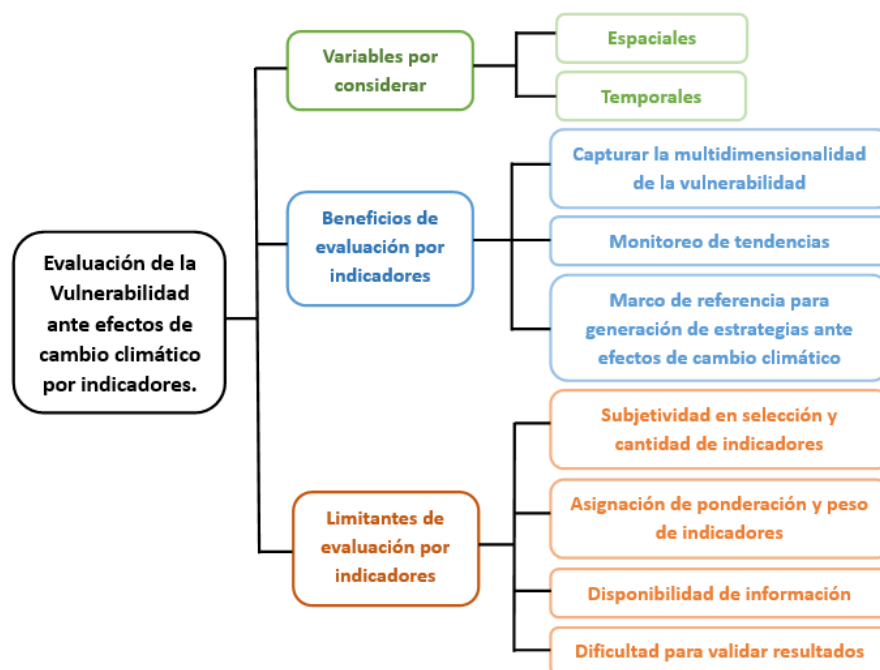 Evaluación de la
Vulnerabilidad
ante efectos de
cambio climático
por indicadores.
Variables por
considerar
Espaciales
Temporales
Beneficios de
evaluación por
indicadores
Capturar la multidimensionalidad
de la vulnerabilidad
Monitoreo de tendencias
Marco de referencia para
generación de estrategias ante
efectos de cambio climático
Limitantes de
evaluación por
indicadores
Subjetividad en selección y
cantidad de indicadores
Asignación de ponderación y peso
de indicadores
Disponibilidad de información
Dificultad para validar resultados